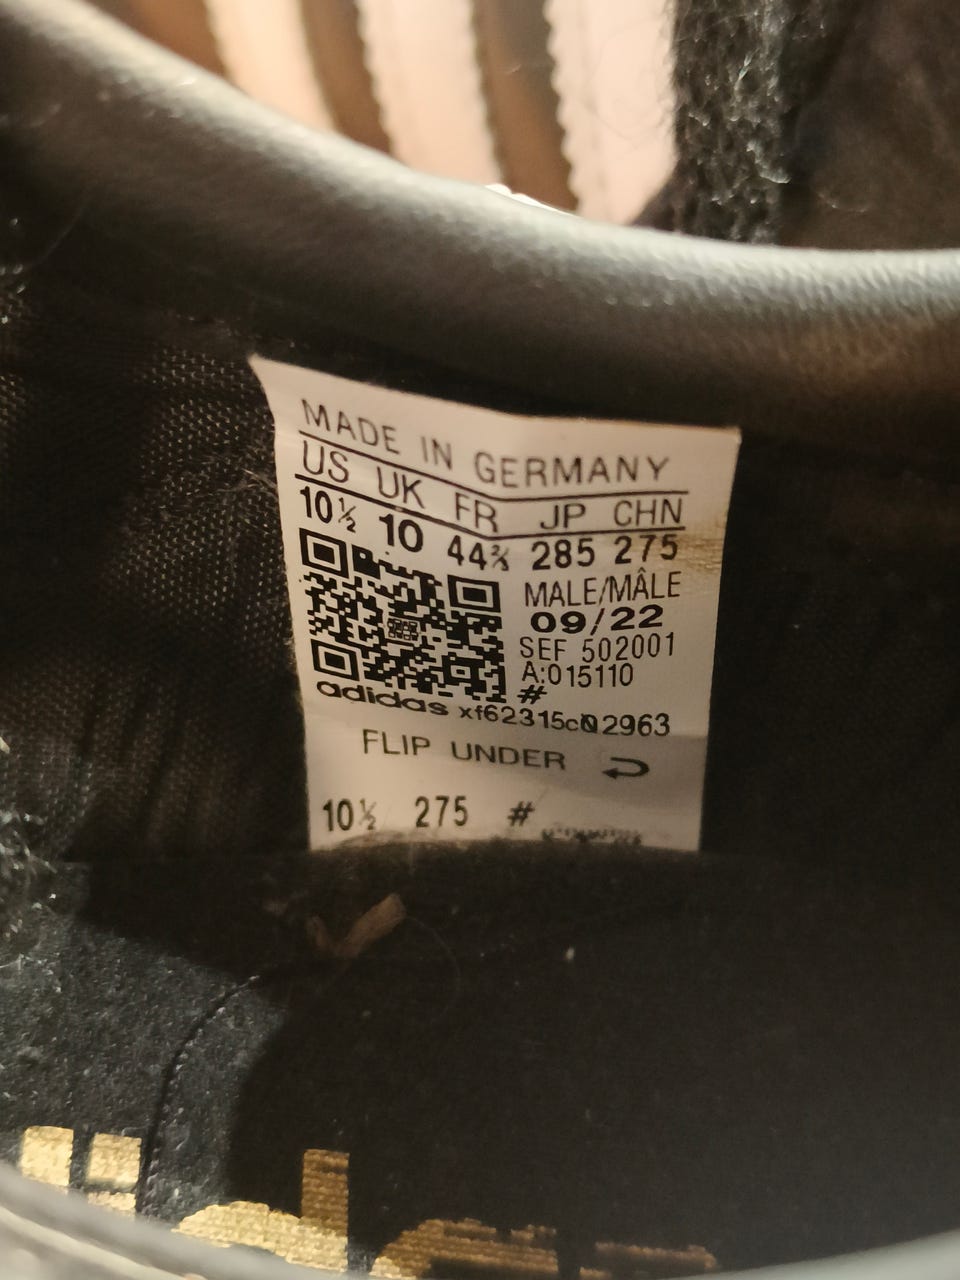 MADE IN GERMANY
US UK FR JP CHN
10½ 10 44⅔ 285 275
MALE/MÂLE
09/22
SEF 502001
A:015110
#
adidas xf62315c02963
FLIP UNDER
10½ 275 #